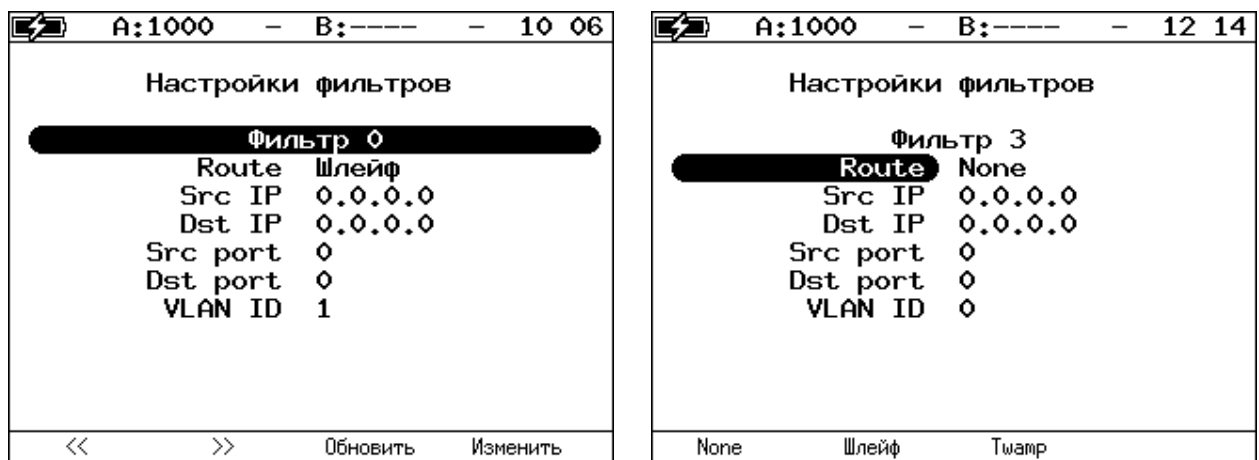 A:1000 – B:---- – 10 06
Настройки фильтров
Фильтр 0
Route Шлейф
Src IP 0.0.0.0
Dst IP 0.0.0.0
Src port 0
Dst port 0
VLAN ID 1
<< >> Обновить Изменить
A:1000 – B:---- – 12 14
Настройки фильтров
Фильтр 3
Route None
Src IP 0.0.0.0
Dst IP 0.0.0.0
Src port 0
Dst port 0
VLAN ID 0
None Шлейф Twamp